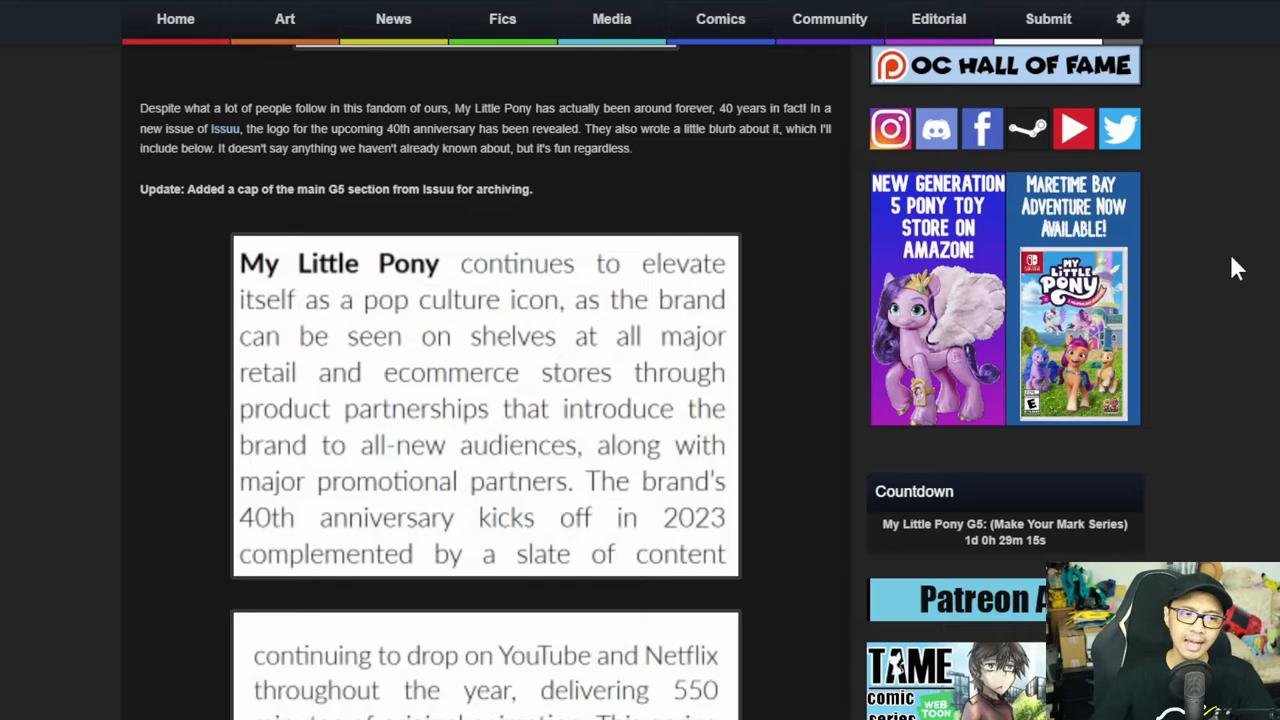 Home Art News Fics Media Comics Community Editorial Submit
OC HALL OF FAME
Despite what a lot of people follow in this fandom of ours, My Little Pony has actually been around forever, 40 years in fact! In a
new issue of Issuu, the logo for the upcoming 40th anniversary has been revealed. They also wrote a little blurb about it, which I'll
include below. It doesn't say anything we haven't already known about, but it's fun regardless.
Update: Added a cap of the main G5 section from Issuu for archiving.
My Little Pony continues to elevate
itself as a pop culture icon, as the brand
can be seen on shelves at all major
retail and ecommerce stores through
product partnerships that introduce the
brand to all-new audiences, along with
major promotional partners. The brand's
40th anniversary kicks off in 2023
complemented by a slate of content
continuing to drop on YouTube and Netflix
throughout the year, delivering 550
NEW GENERATION
5 PONY TOY
STORE ON
AMAZON!
MARETIME BAY
ADVENTURE NOW
AVAILABLE!
MY LITTLE PONY
E
Countdown
My Little Pony G5: (Make Your Mark Series)
1d 0h 29m 15s
Patreon A
TAME
comic
series
WEB
TOON